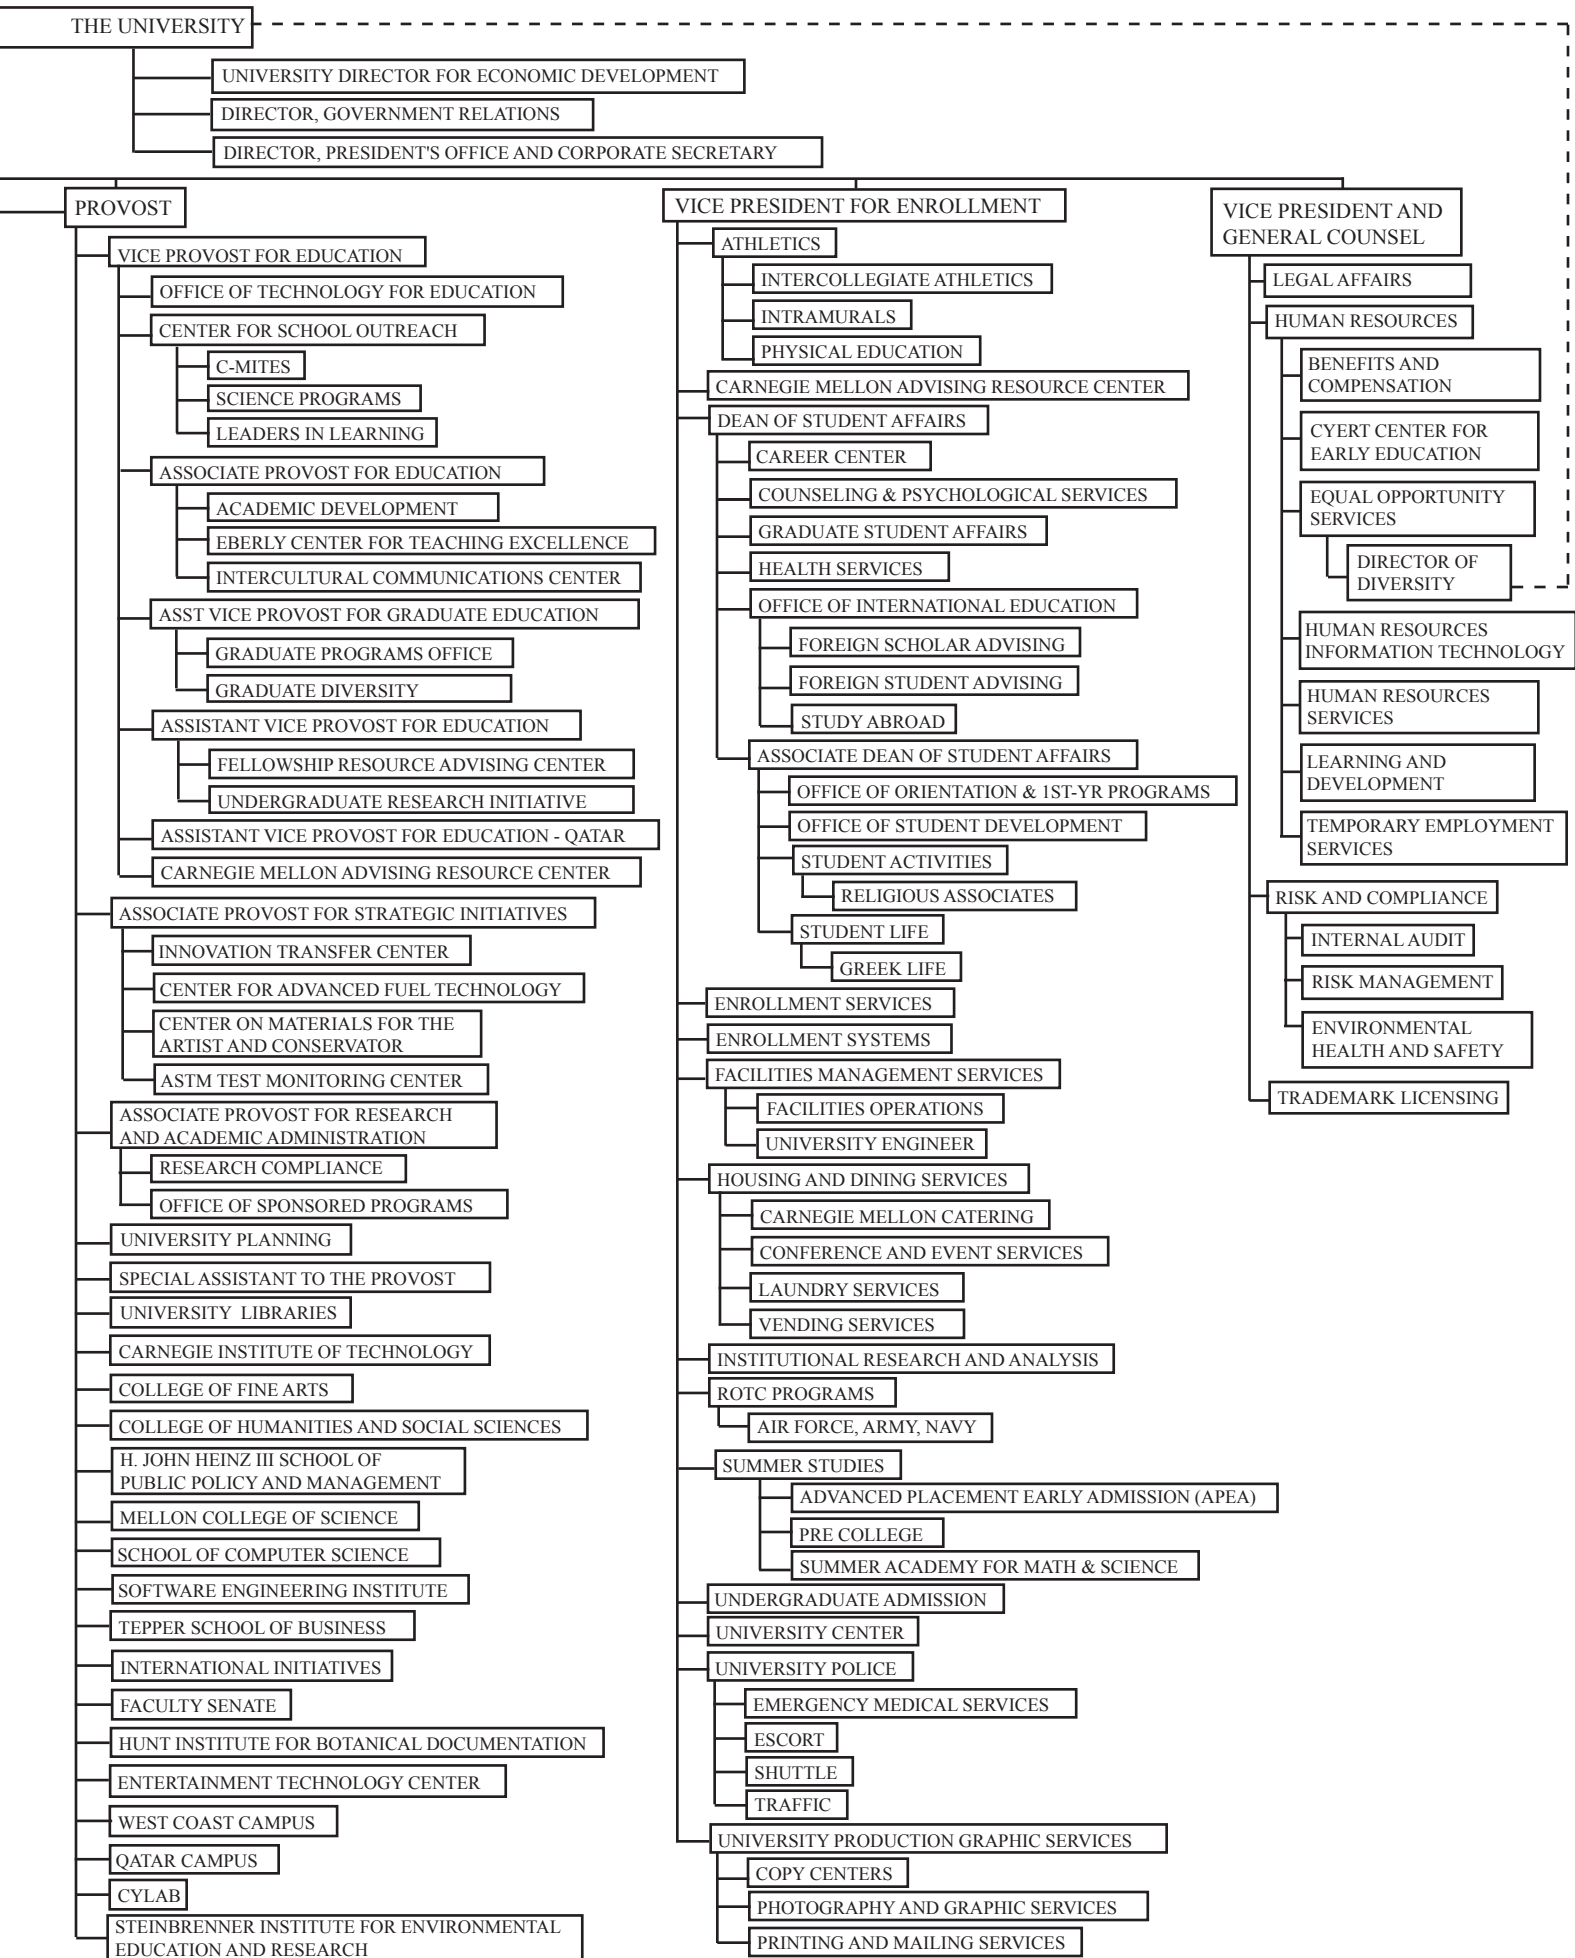 THE UNIVERSITY
UNIVERSITY DIRECTOR FOR ECONOMIC DEVELOPMENT
DIRECTOR, GOVERNMENT RELATIONS
DIRECTOR, PRESIDENT'S OFFICE AND CORPORATE SECRETARY
PROVOST
VICE PROVOST FOR EDUCATION
OFFICE OF TECHNOLOGY FOR EDUCATION
CENTER FOR SCHOOL OUTREACH
C-MITES
SCIENCE PROGRAMS
LEADERS IN LEARNING
ASSOCIATE PROVOST FOR EDUCATION
ACADEMIC DEVELOPMENT
EBERLY CENTER FOR TEACHING EXCELLENCE
INTERCULTURAL COMMUNICATIONS CENTER
ASST VICE PROVOST FOR GRADUATE EDUCATION
GRADUATE PROGRAMS OFFICE
GRADUATE DIVERSITY
ASSISTANT VICE PROVOST FOR EDUCATION
FELLOWSHIP RESOURCE ADVISING CENTER
UNDERGRADUATE RESEARCH INITIATIVE
ASSISTANT VICE PROVOST FOR EDUCATION - QATAR
CARNEGIE MELLON ADVISING RESOURCE CENTER
ASSOCIATE PROVOST FOR STRATEGIC INITIATIVES
INNOVATION TRANSFER CENTER
CENTER FOR ADVANCED FUEL TECHNOLOGY
CENTER ON MATERIALS FOR THE
ARTIST AND CONSERVATOR
ASTM TEST MONITORING CENTER
ASSOCIATE PROVOST FOR RESEARCH
AND ACADEMIC ADMINISTRATION
RESEARCH COMPLIANCE
OFFICE OF SPONSORED PROGRAMS
UNIVERSITY PLANNING
SPECIAL ASSISTANT TO THE PROVOST
UNIVERSITY LIBRARIES
CARNEGIE INSTITUTE OF TECHNOLOGY
COLLEGE OF FINE ARTS
COLLEGE OF HUMANITIES AND SOCIAL SCIENCES
H. JOHN HEINZ III SCHOOL OF
PUBLIC POLICY AND MANAGEMENT
MELLON COLLEGE OF SCIENCE
SCHOOL OF COMPUTER SCIENCE
SOFTWARE ENGINEERING INSTITUTE
TEPPER SCHOOL OF BUSINESS
INTERNATIONAL INITIATIVES
FACULTY SENATE
HUNT INSTITUTE FOR BOTANICAL DOCUMENTATION
ENTERTAINMENT TECHNOLOGY CENTER
WEST COAST CAMPUS
QATAR CAMPUS
CYLAB
STEINBRENNER INSTITUTE FOR ENVIRONMENTAL
EDUCATION AND RESEARCH
VICE PRESIDENT FOR ENROLLMENT
ATHLETICS
INTERCOLLEGIATE ATHLETICS
INTRAMURALS
PHYSICAL EDUCATION
CARNEGIE MELLON ADVISING RESOURCE CENTER
DEAN OF STUDENT AFFAIRS
CAREER CENTER
COUNSELING & PSYCHOLOGICAL SERVICES
GRADUATE STUDENT AFFAIRS
HEALTH SERVICES
OFFICE OF INTERNATIONAL EDUCATION
FOREIGN SCHOLAR ADVISING
FOREIGN STUDENT ADVISING
STUDY ABROAD
ASSOCIATE DEAN OF STUDENT AFFAIRS
OFFICE OF ORIENTATION & 1ST-YR PROGRAMS
OFFICE OF STUDENT DEVELOPMENT
STUDENT ACTIVITIES
RELIGIOUS ASSOCIATES
STUDENT LIFE
GREEK LIFE
ENROLLMENT SERVICES
ENROLLMENT SYSTEMS
FACILITIES MANAGEMENT SERVICES
FACILITIES OPERATIONS
UNIVERSITY ENGINEER
HOUSING AND DINING SERVICES
CARNEGIE MELLON CATERING
CONFERENCE AND EVENT SERVICES
LAUNDRY SERVICES
VENDING SERVICES
INSTITUTIONAL RESEARCH AND ANALYSIS
ROTC PROGRAMS
AIR FORCE, ARMY, NAVY
SUMMER STUDIES
ADVANCED PLACEMENT EARLY ADMISSION (APEA)
PRE COLLEGE
SUMMER ACADEMY FOR MATH & SCIENCE
UNDERGRADUATE ADMISSION
UNIVERSITY CENTER
UNIVERSITY POLICE
EMERGENCY MEDICAL SERVICES
ESCORT
SHUTTLE
TRAFFIC
UNIVERSITY PRODUCTION GRAPHIC SERVICES
COPY CENTERS
PHOTOGRAPHY AND GRAPHIC SERVICES
PRINTING AND MAILING SERVICES
VICE PRESIDENT AND
GENERAL COUNSEL
LEGAL AFFAIRS
HUMAN RESOURCES
BENEFITS AND
COMPENSATION
CYERT CENTER FOR
EARLY EDUCATION
EQUAL OPPORTUNITY
SERVICES
DIRECTOR OF
DIVERSITY
HUMAN RESOURCES
INFORMATION TECHNOLOGY
HUMAN RESOURCES
SERVICES
LEARNING AND
DEVELOPMENT
TEMPORARY EMPLOYMENT
SERVICES
RISK AND COMPLIANCE
INTERNAL AUDIT
RISK MANAGEMENT
ENVIRONMENTAL
HEALTH AND SAFETY
TRADEMARK LICENSING